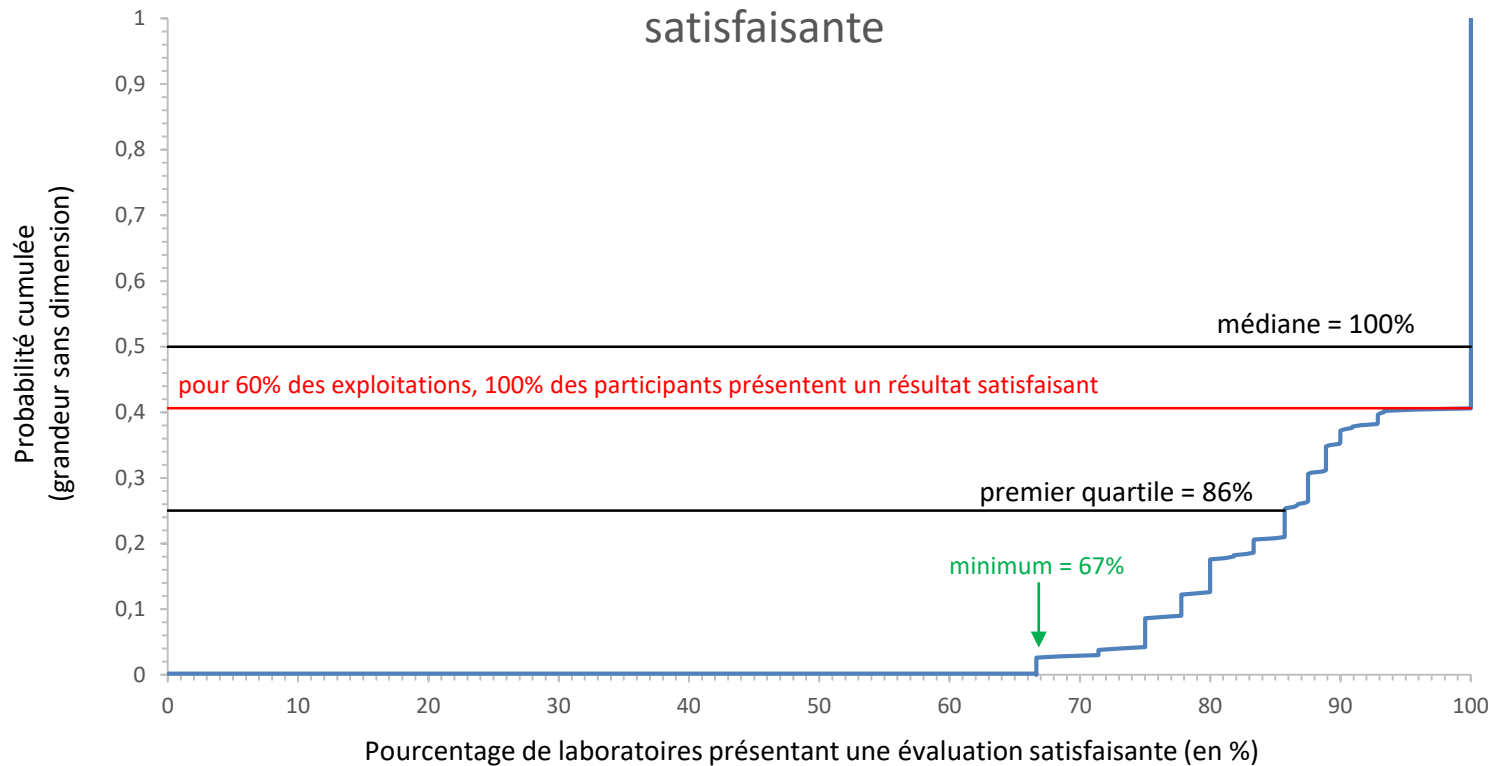 satisfaisante
1
0,9
0,8
0,7
0,6
0,5
0,4
0,3
0,2
0,1
0
Probabilité cumulée
(grandeur sans dimension)
médiane = 100%
pour 60% des exploitations, 100% des participants présentent un résultat satisfaisant
premier quartile = 86%
minimum = 67%
0 10 20 30 40 50 60 70 80 90 100
Pourcentage de laboratoires présentant une évaluation satisfaisante (en %)